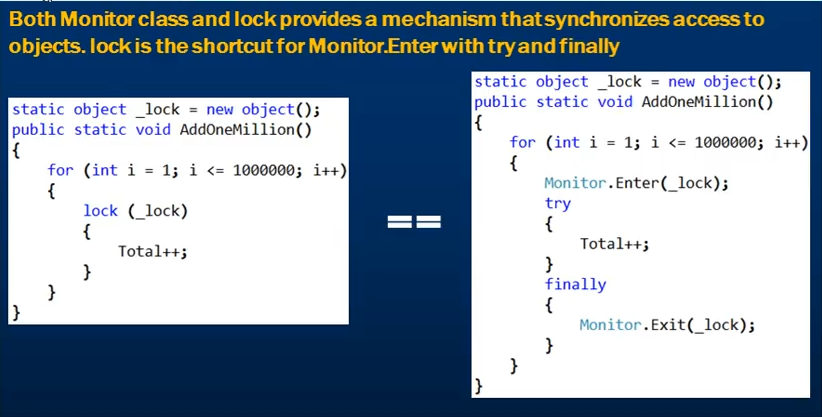 Both Monitor class and lock provides a mechanism that synchronizes access to
objects. lock is the shortcut for Monitor.Enter with try and finally
static object _lock = new object();
public static void AddOneMillion()
{
    for (int i = 1; i <= 1000000; i++)
    {
        lock (_lock)
        {
            Total++;
        }
    }
}
==
static object _lock = new object();
public static void AddOneMillion()
{
    for (int i = 1; i <= 1000000; i++)
    {
        Monitor.Enter(_lock);
        try
        {
            Total++;
        }
        finally
        {
            Monitor.Exit(_lock);
        }
    }
}